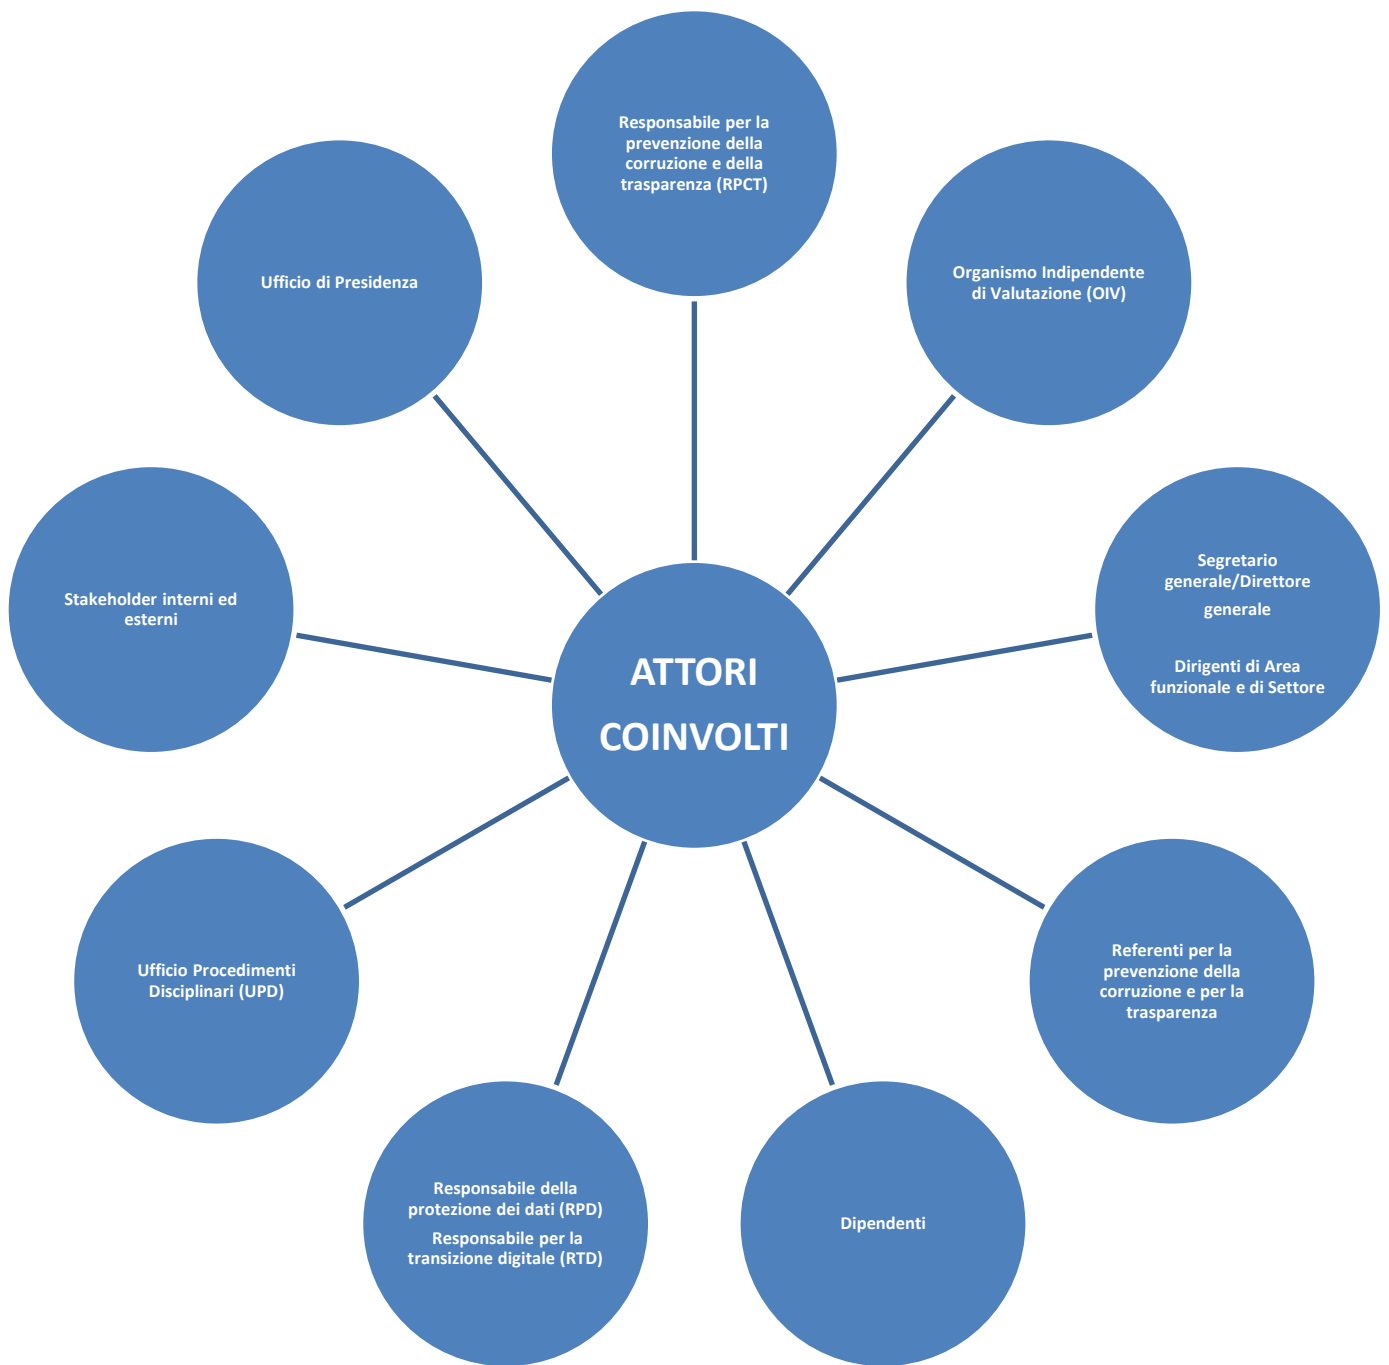 Responsabile per la
prevenzione della
corruzione e della
trasparenza (RPCT)
Organismo Indipendente
di Valutazione (OIV)
Segretario
generale/Direttore
generale
Dirigenti di Area
funzionale e di Settore
Referenti per la
prevenzione della
corruzione e per la
trasparenza
Dipendenti
Responsabile della
protezione dei dati (RPD)
Responsabile per la
transizione digitale (RTD)
Ufficio Procedimenti
Disciplinari (UPD)
Stakeholder interni ed
esterni
Ufficio di Presidenza
ATTORI
COINVOLTI